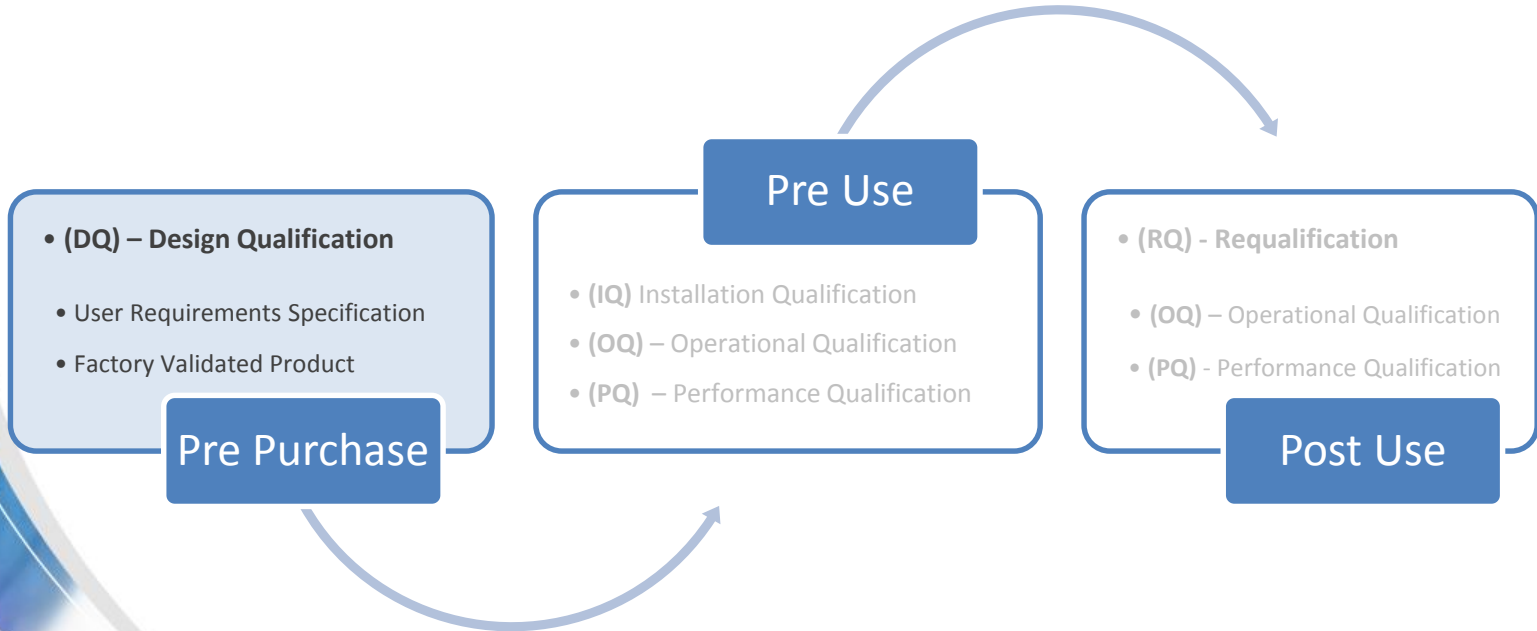 • (DQ) – Design Qualification
• User Requirements Specification
• Factory Validated Product
Pre Purchase
Pre Use
• (IQ) Installation Qualification
• (OQ) – Operational Qualification
• (PQ) – Performance Qualification
• (RQ) - Requalification
• (OQ) – Operational Qualification
• (PQ) - Performance Qualification
Post Use